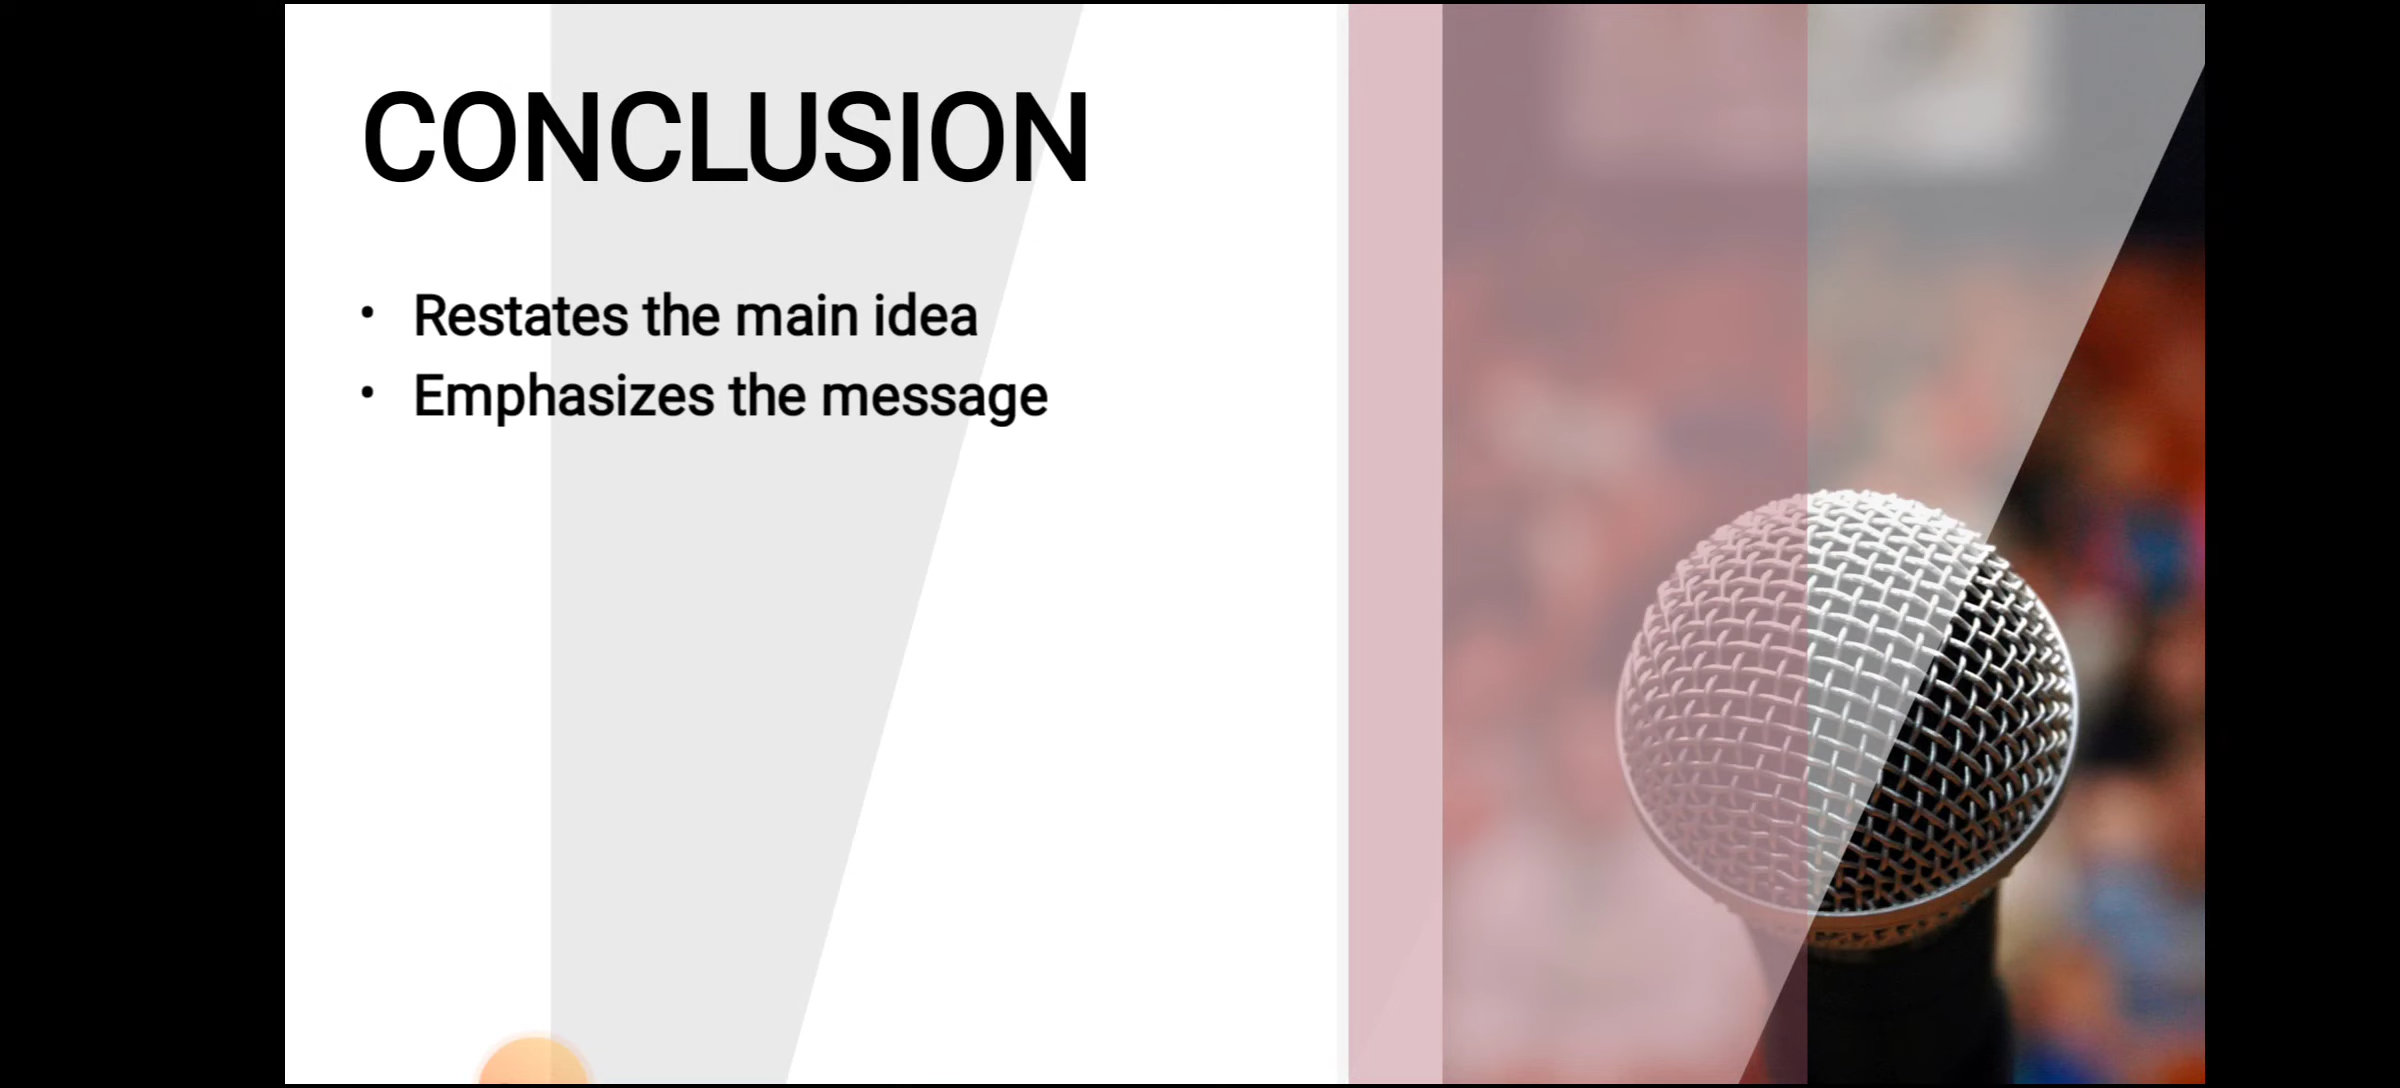 CONCLUSION
• Restates the main idea
• Emphasizes the message